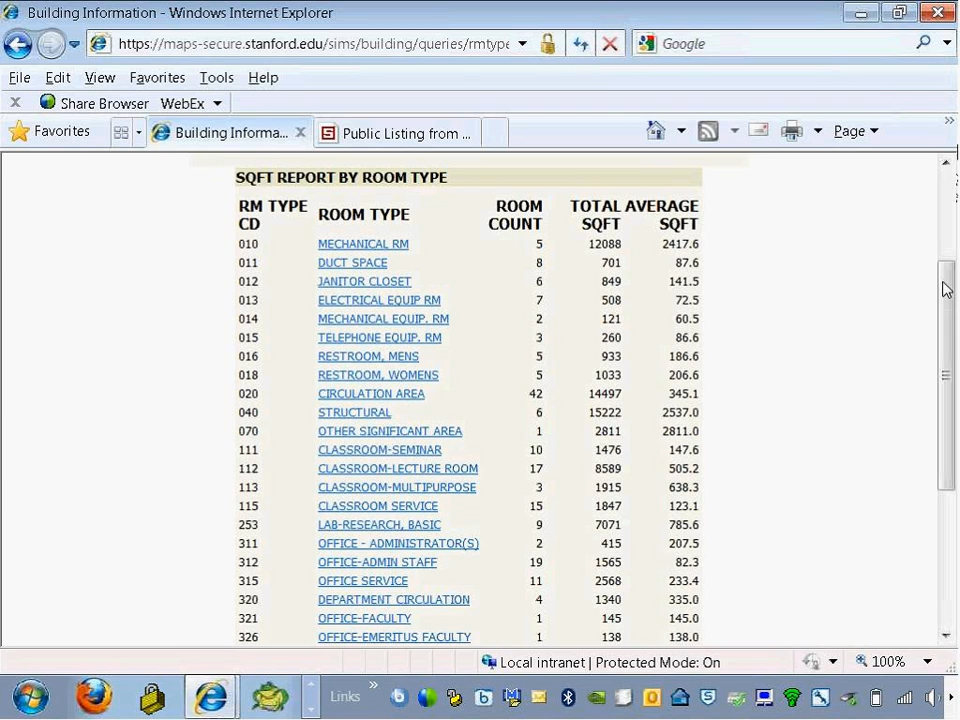 Building Information - Windows Internet Explorer
https://maps-secure.stanford.edu/sims/building/queries/rmtype
Google
File Edit View Favorites Tools Help
x Share Browser WebEx
Favorites Building Informa... x Public Listing from ... Page
SQFT REPORT BY ROOM TYPE
RM TYPE CD ROOM TYPE ROOM COUNT TOTAL SQFT AVERAGE SQFT
010 MECHANICAL RM 5 12088 2417.6
011 DUCT SPACE 8 701 87.6
012 JANITOR CLOSET 6 849 141.5
013 ELECTRICAL EQUIP RM 7 508 72.5
014 MECHANICAL EQUIP. RM 2 121 60.5
015 TELEPHONE EQUIP. RM 3 260 86.6
016 RESTROOM, MENS 5 933 186.6
018 RESTROOM, WOMENS 5 1033 206.6
020 CIRCULATION AREA 42 14497 345.1
040 STRUCTURAL 6 15222 2537.0
070 OTHER SIGNIFICANT AREA 1 2811 2811.0
111 CLASSROOM-SEMINAR 10 1476 147.6
112 CLASSROOM-LECTURE ROOM 17 8589 505.2
113 CLASSROOM-MULTIPURPOSE 3 1915 638.3
115 CLASSROOM SERVICE 15 1847 123.1
253 LAB-RESEARCH, BASIC 9 7071 785.6
311 OFFICE - ADMINISTRATOR(S) 2 415 207.5
312 OFFICE-ADMIN STAFF 19 1565 82.3
315 OFFICE SERVICE 11 2568 233.4
320 DEPARTMENT CIRCULATION 4 1340 335.0
321 OFFICE-FACULTY 1 145 145.0
326 OFFICE-EMERITUS FACULTY 1 138 138.0
Local intranet | Protected Mode: On 100%
Links